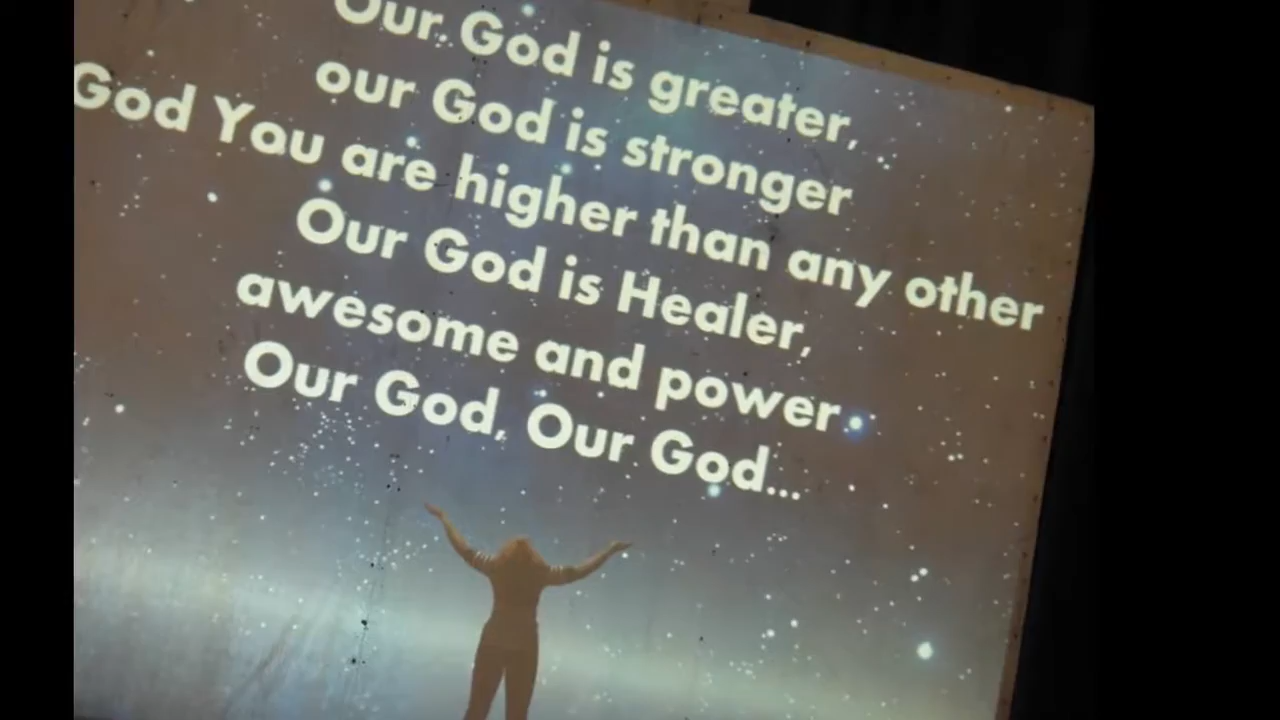 Our God is greater,
our God is stronger
God You are higher than any other
Our God is Healer,
awesome and power
Our God, Our God...